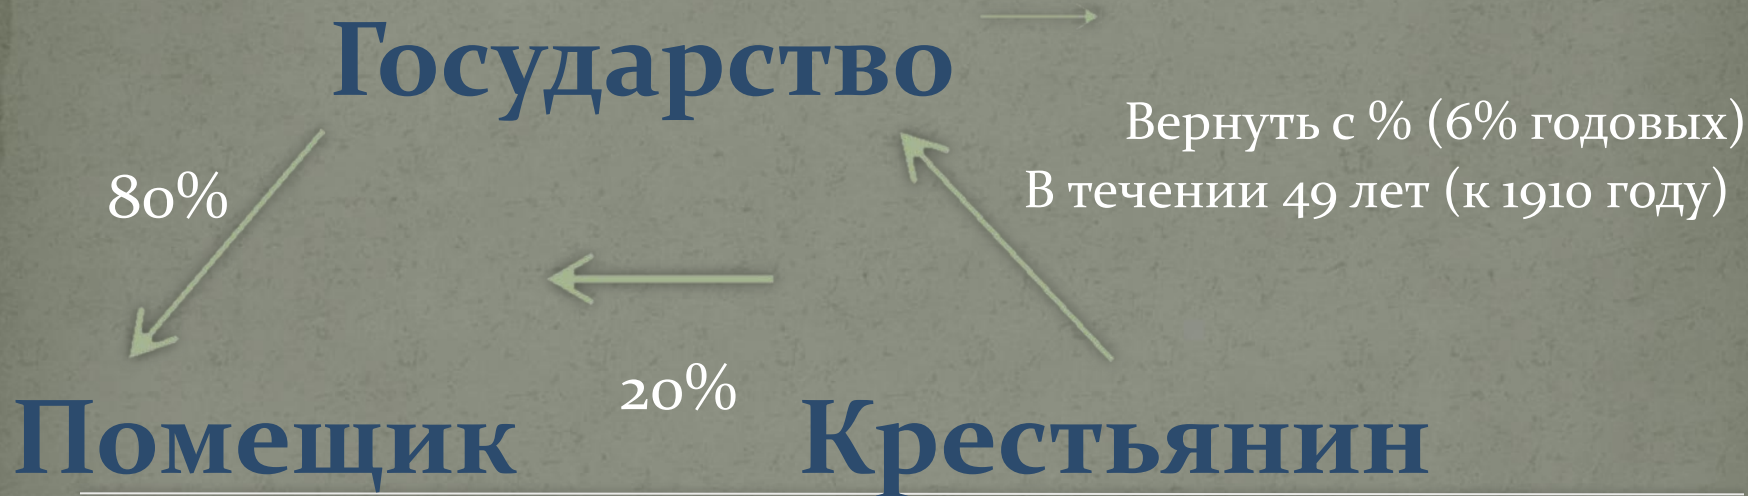 Государство
Вернуть с % (6% годовых)
80%
В течении 49 лет (к 1910 году)
20%
Помещик
Крестьянин